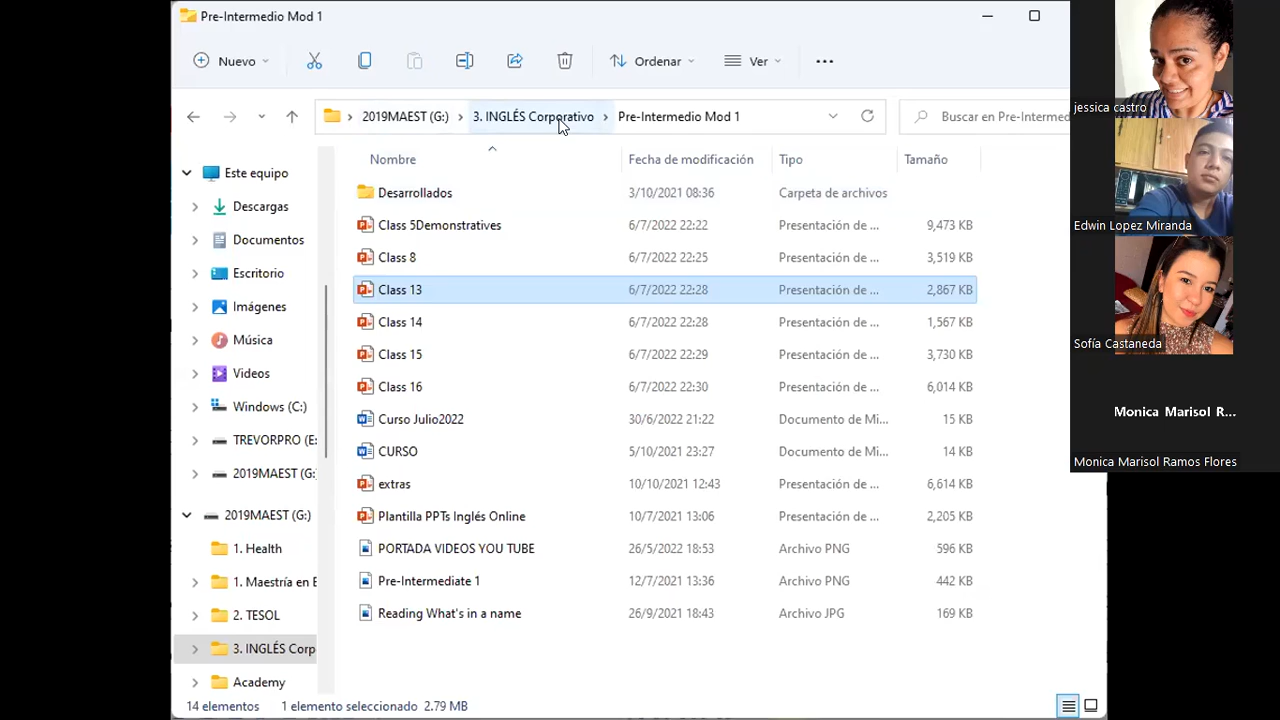 Pre-Intermedio Mod 1
Nuevo
Ordenar
Ver
2019MAEST (G:) > 3. INGLÉS Corporativo > Pre-Intermedio Mod 1
Buscar en Pre-Intermed
Nombre Fecha de modificación Tipo Tamaño
Desarrollados 3/10/2021 08:36 Carpeta de archivos
Class 5Demonstratives 6/7/2022 22:22 Presentación de ... 9,473 KB
Class 8 6/7/2022 22:25 Presentación de ... 3,519 KB
Class 13 6/7/2022 22:28 Presentación de ... 2,867 KB
Class 14 6/7/2022 22:28 Presentación de ... 1,567 KB
Class 15 6/7/2022 22:29 Presentación de ... 3,730 KB
Class 16 6/7/2022 22:30 Presentación de ... 6,014 KB
Curso Julio2022 30/6/2022 21:22 Documento de Mi... 15 KB
CURSO 5/10/2021 23:27 Documento de Mi... 14 KB
extras 10/10/2021 12:43 Presentación de ... 6,614 KB
Plantilla PPTs Inglés Online 10/7/2021 13:06 Presentación de ... 2,205 KB
PORTADA VIDEOS YOU TUBE 26/5/2022 18:53 Archivo PNG 596 KB
Pre-Intermediate 1 12/7/2021 13:36 Archivo PNG 442 KB
Reading What's in a name 26/9/2021 18:43 Archivo JPG 169 KB
Este equipo
Descargas
Documentos
Escritorio
Imágenes
Música
Videos
Windows (C:)
TREVORPRO (E:
2019MAEST (G:
2019MAEST (G:)
1. Health
1. Maestría en E
2. TESOL
3. INGLÉS Corp
Academy
14 elementos 1 elemento seleccionado 2.79 MB
jessica castro
Edwin Lopez Miranda
Sofía Castaneda
Monica Marisol R...
Monica Marisol Ramos Flores